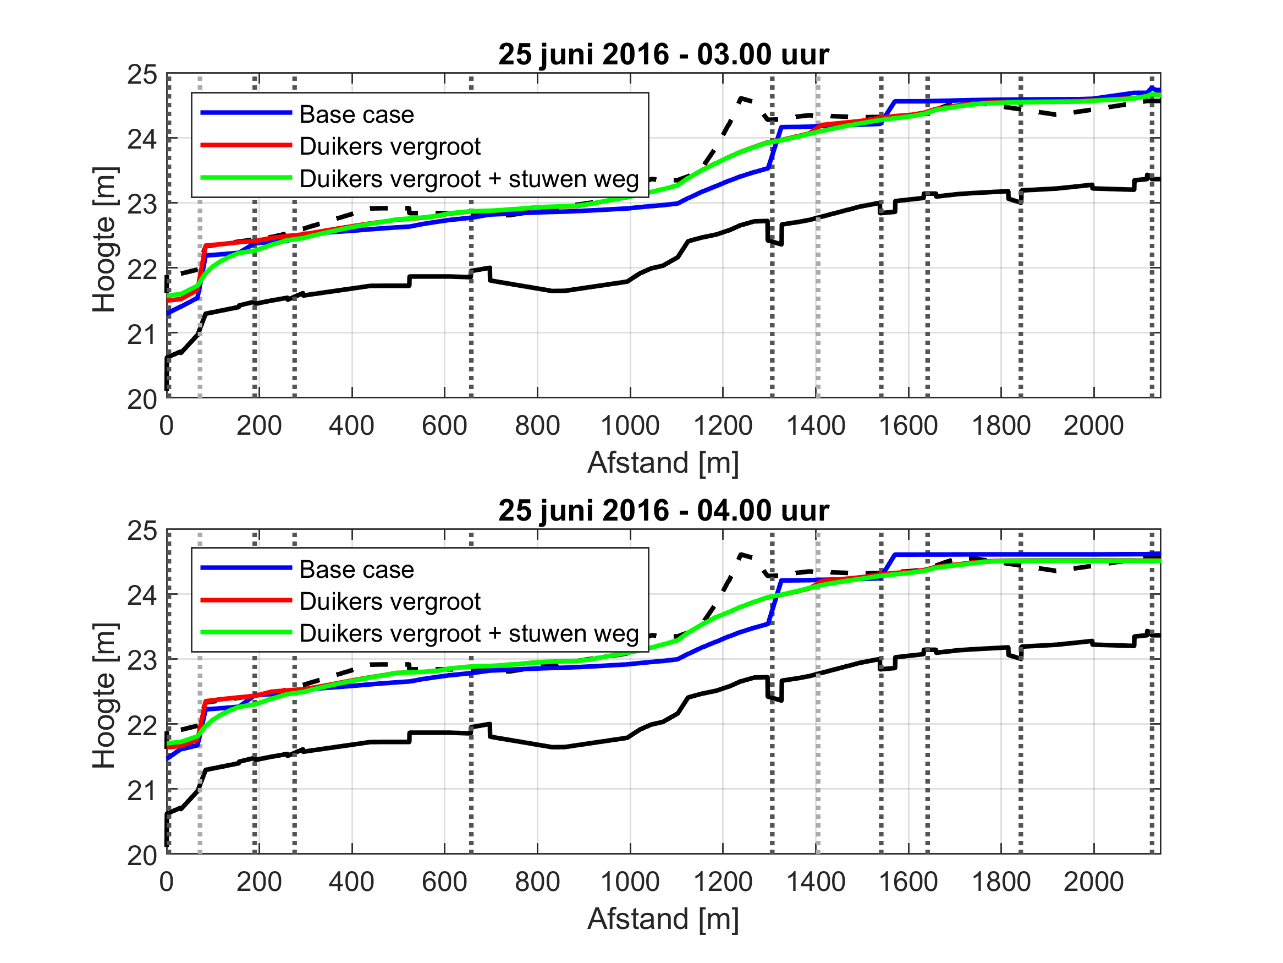 25 juni 2016 - 03.00 uur
Hoogte [m]
25
24
23
22
21
20
Base case
Duikers vergroot
Duikers vergroot + stuwen weg
0 200 400 600 800 1000 1200 1400 1600 1800 2000
Afstand [m]
25 juni 2016 - 04.00 uur
Hoogte [m]
25
24
23
22
21
20
Base case
Duikers vergroot
Duikers vergroot + stuwen weg
0 200 400 600 800 1000 1200 1400 1600 1800 2000
Afstand [m]